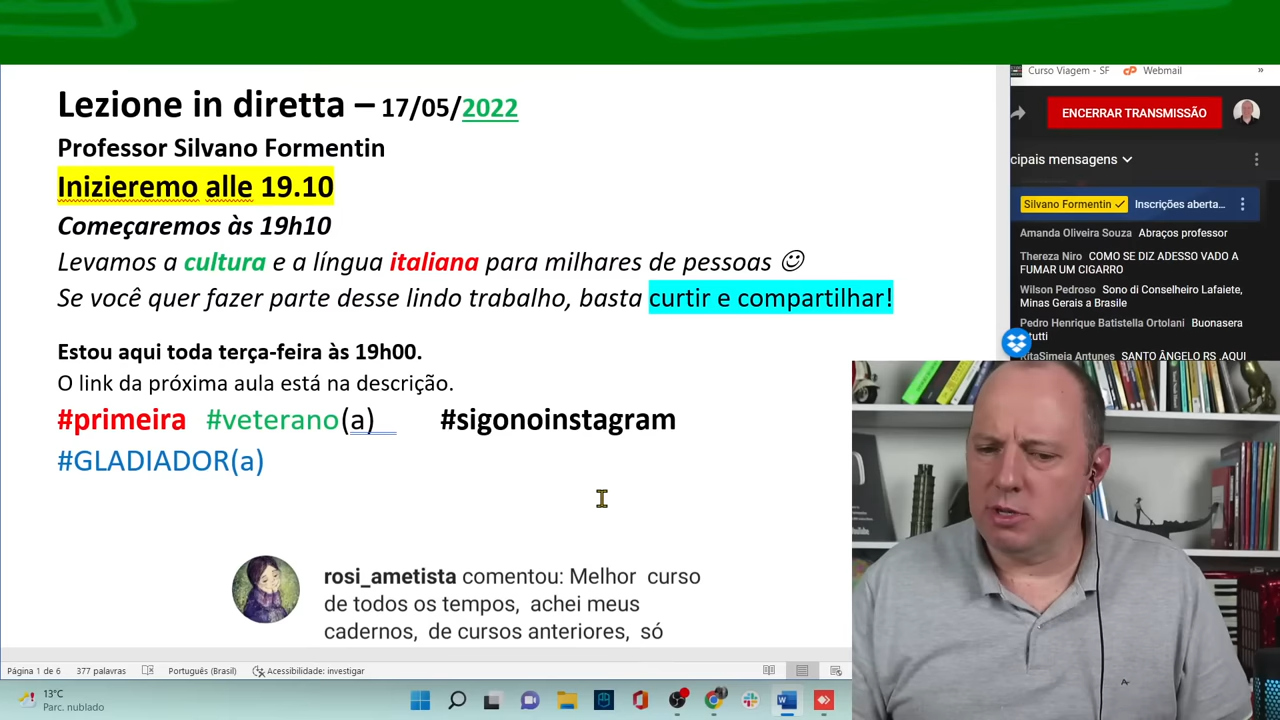 Lezione in diretta – 17/05/2022
Professor Silvano Formentin
Inizieremo alle 19.10
Começaremos às 19h10
Levamos a cultura e a língua italiana para milhares de pessoas ☺
Se você quer fazer parte desse lindo trabalho, basta curtir e compartilhar!
Estou aqui toda terça-feira às 19h00.
O link da próxima aula está na descrição.
#primeira #veterano(a) #sigonoinstagram
#GLADIADOR(a)
rosi_ametista comentou: Melhor curso
de todos os tempos, achei meus
cadernos, de cursos anteriores, só
Página 1 de 6 377 palavras Português (Brasil) Acessibilidade: investigar
13°C
Parc. nublado
Curso Viagem - SF Webmail »
ENCERRAR TRANSMISSÃO
cipais mensagens
Silvano Formentin ✓ Inscrições aberta...
Amanda Oliveira Souza Abraços professor
Thereza Niro COMO SE DIZ ADESSO VADO A
FUMAR UM CIGARRO
Wilson Pedroso Sono di Conselheiro Lafaiete,
Minas Gerais a Brasile
Pedro Henrique Batistella Ortolani Buonasera
tutti
RitaSimeia Antunes SANTO ÂNGELO RS ,AQUI